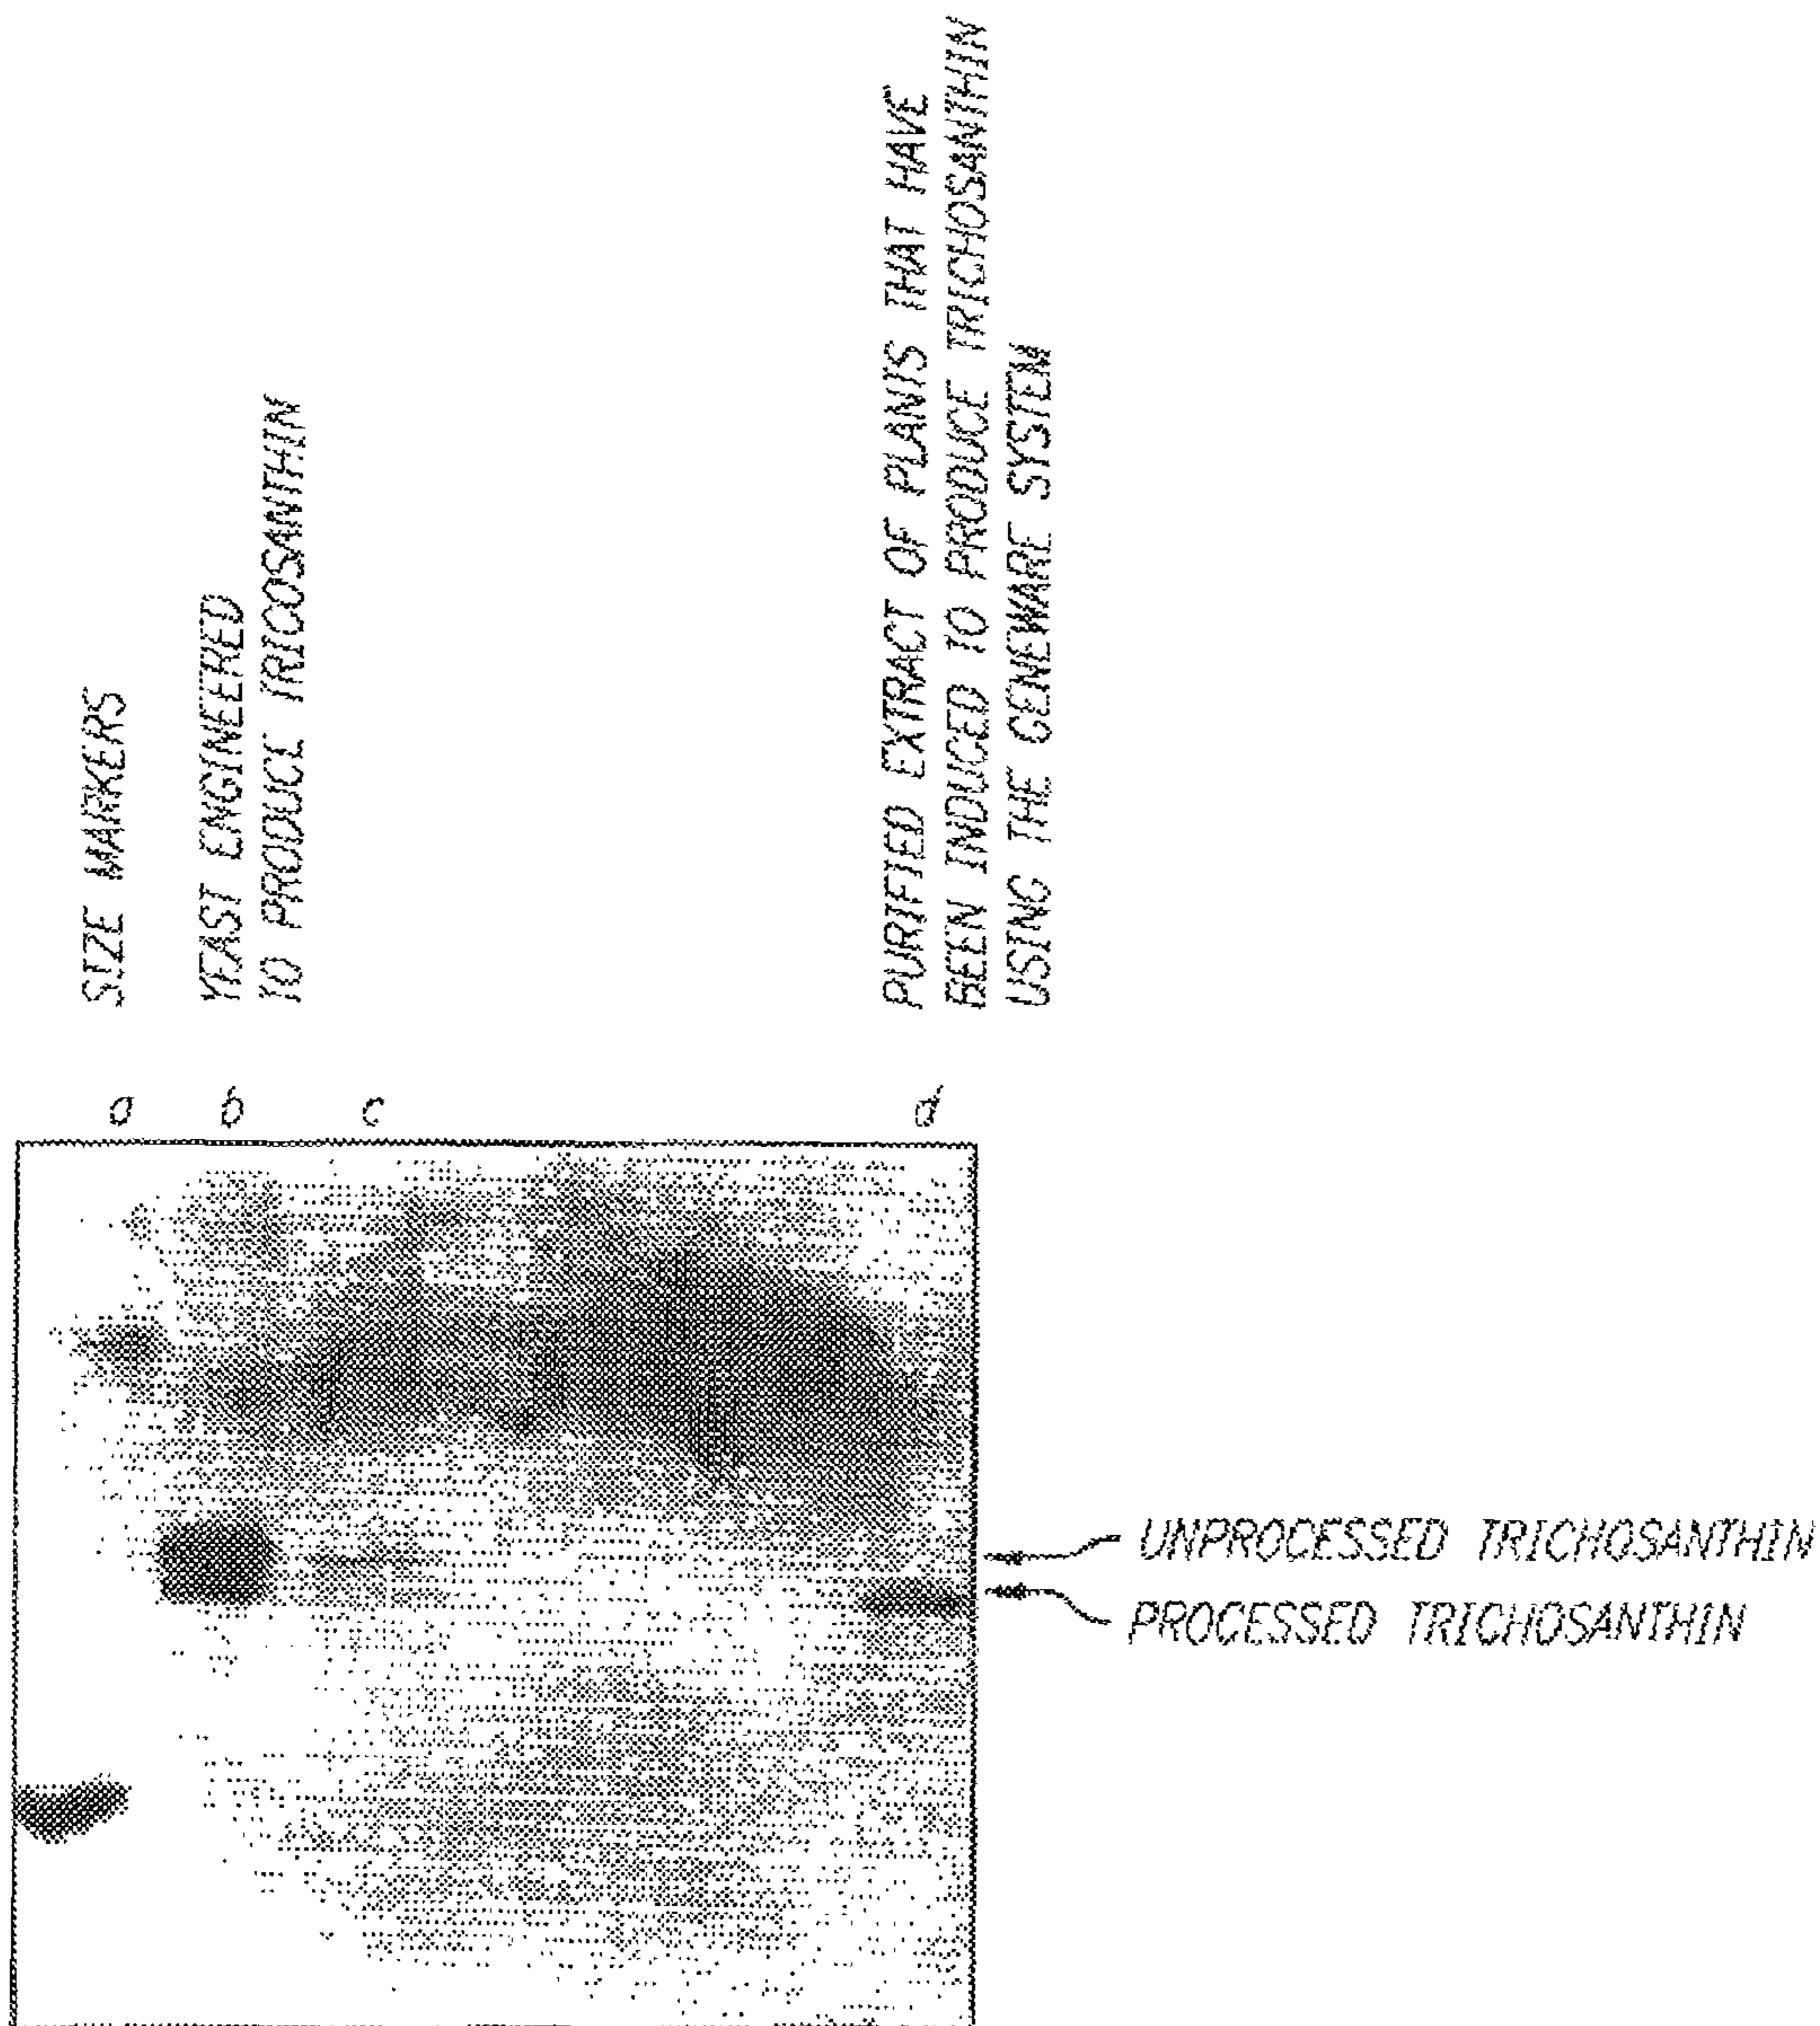 SIZE MARKERS
YEAST ENGINEERED
TO PRODUCE TRICOSANTHIN
PURIFIED EXTRACT OF PLANTS THAT HAVE
BEEN INDUCED TO PRODUCE TRICHOSANTHIN
USING THE GENEWARE SYSTEM
a b c d
UNPROCESSED TRICHOSANTHIN
PROCESSED TRICHOSANTHIN